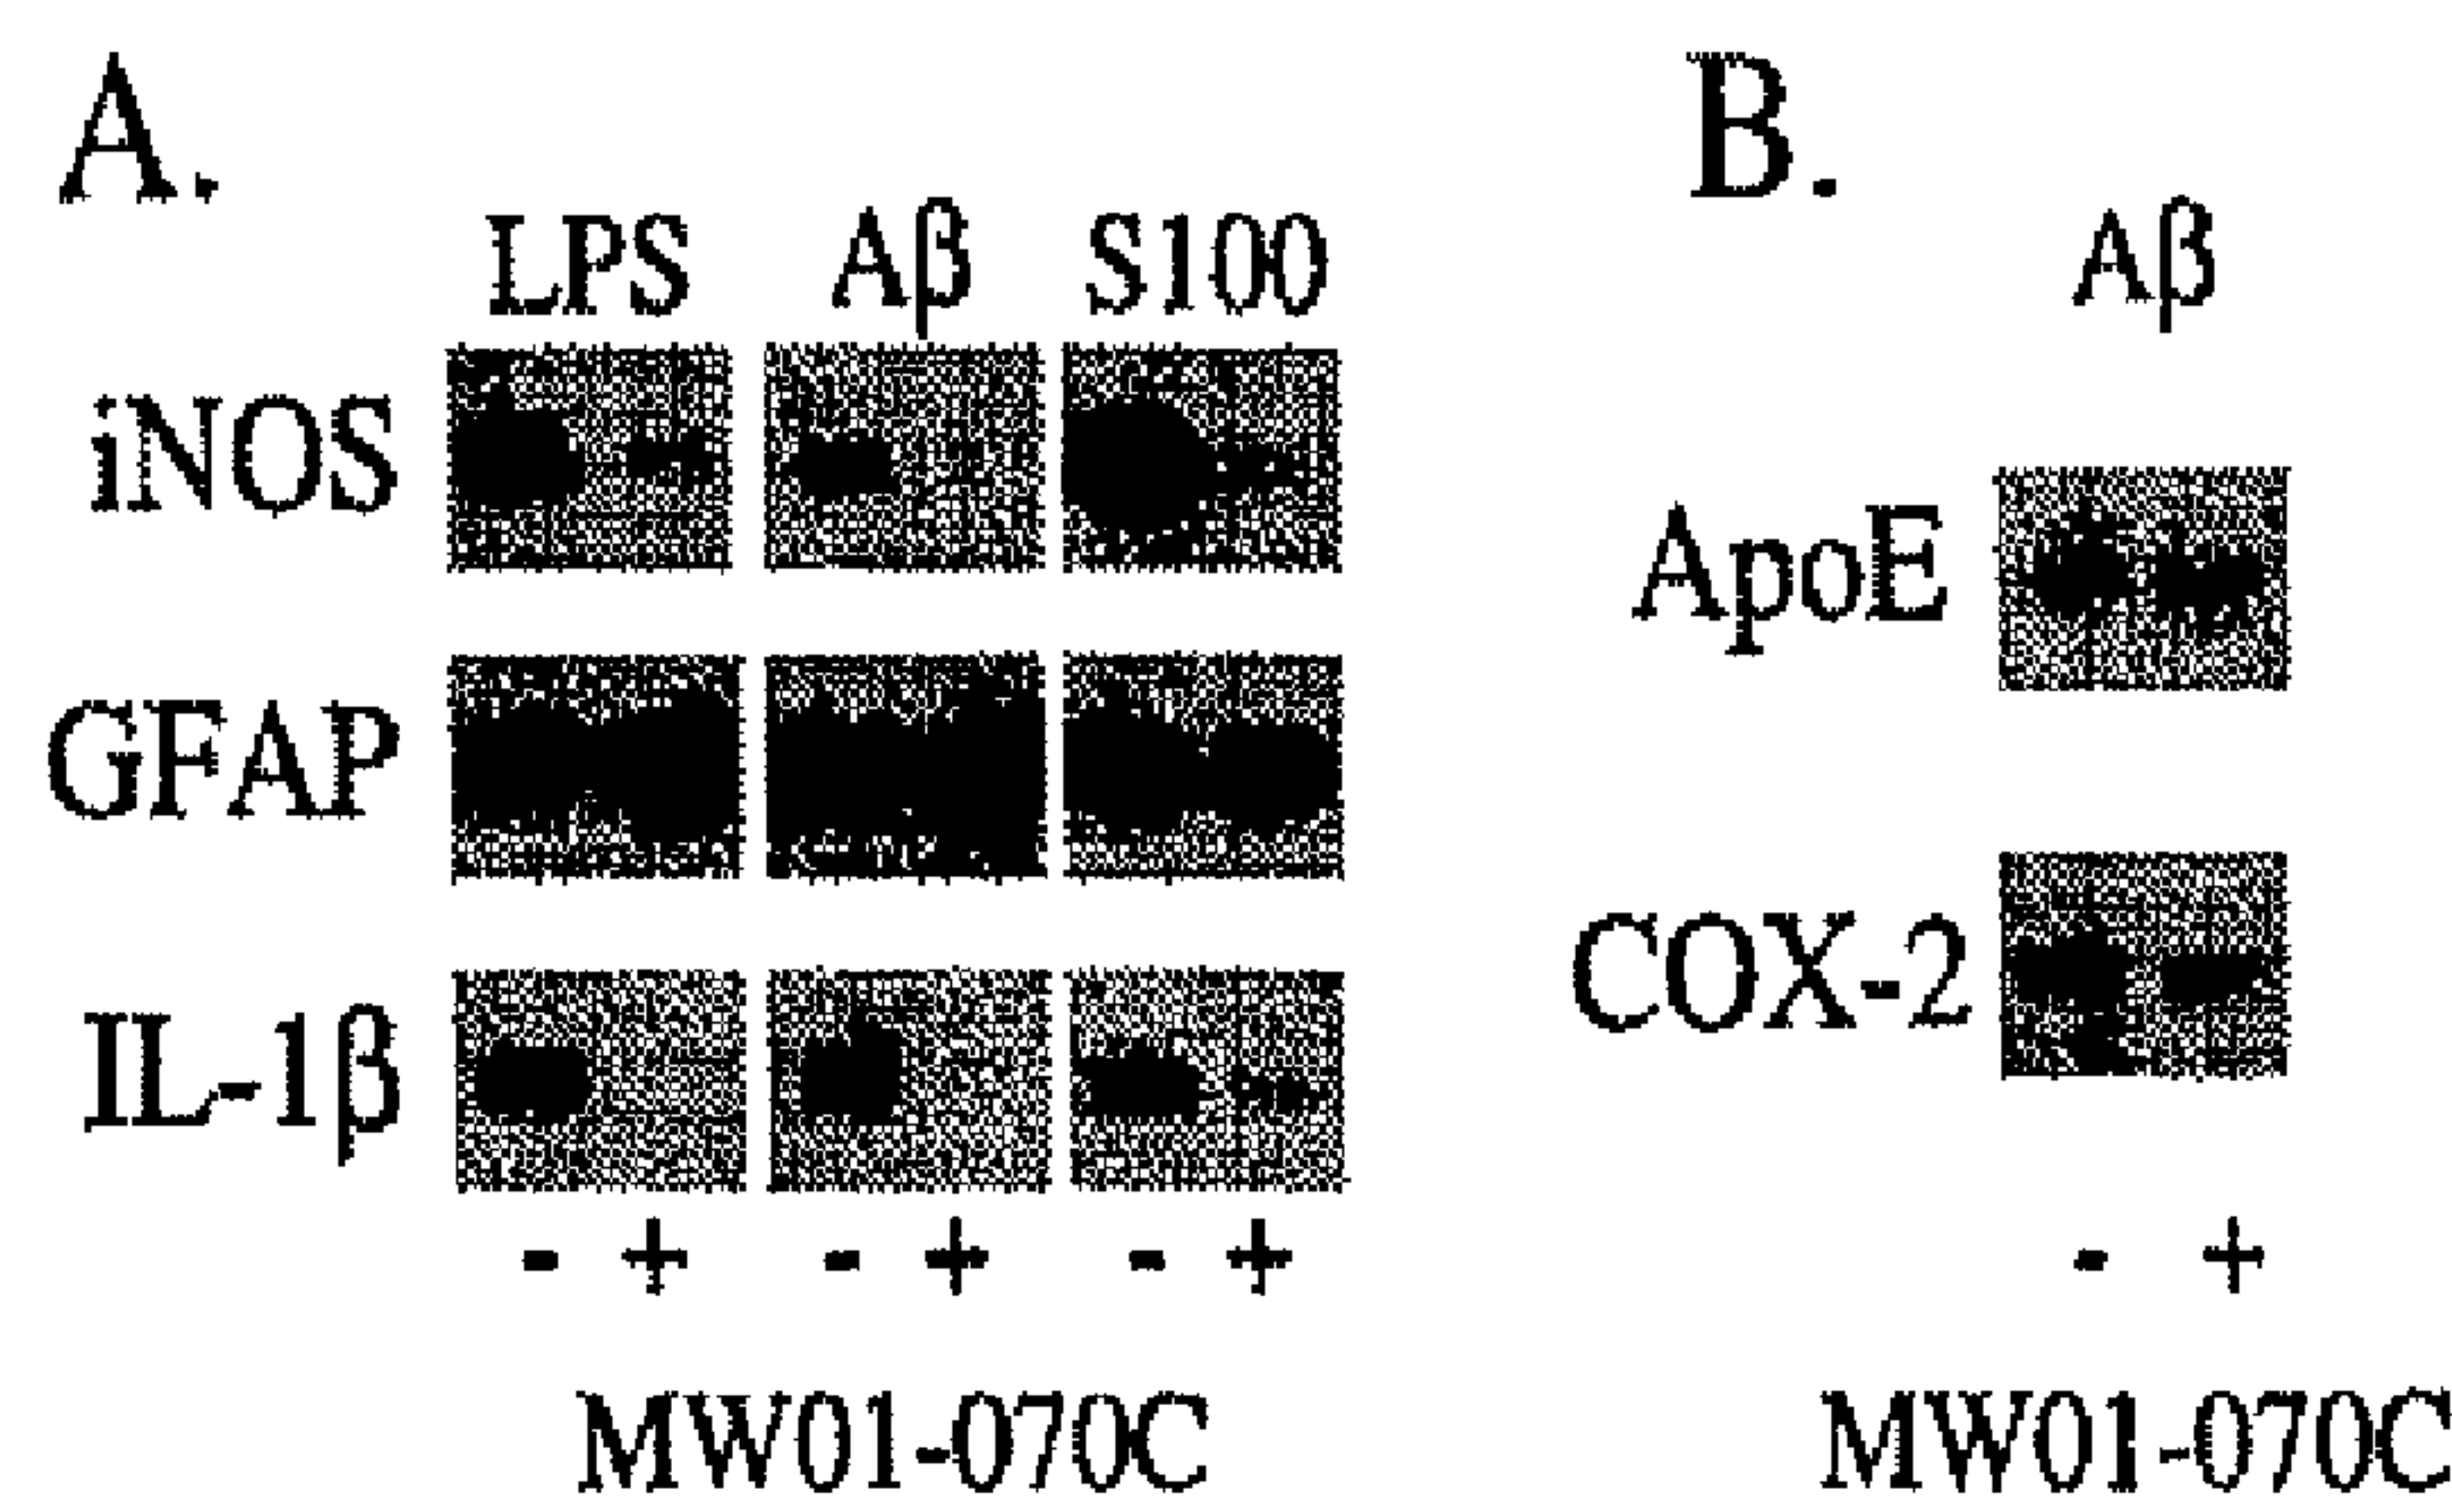 A.
LPS Aβ S100
iNOS
GFAP
IL-1β
- + - + - +
MW01-070C
B.
Aβ
ApoE
COX-2
- +
MW01-070C